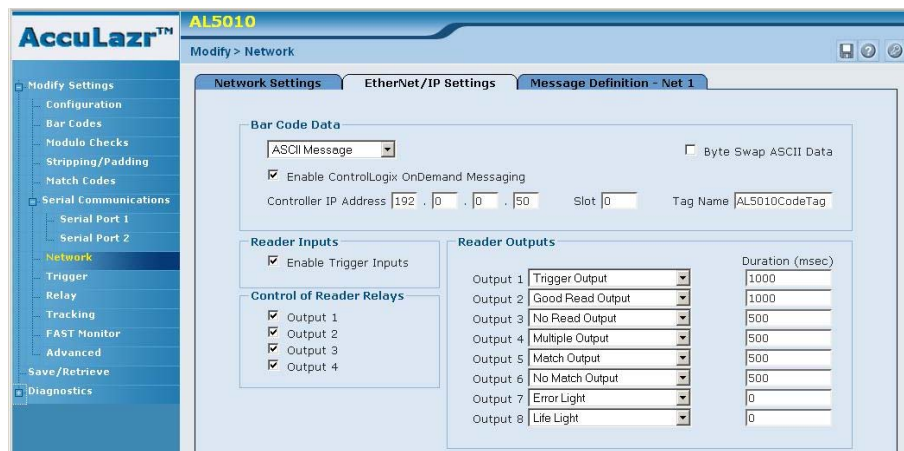 AccuLazr™
AL5010
Modify > Network
Modify Settings
Configuration
Bar Codes
Modulo Checks
Stripping/Padding
Match Codes
Serial Communications
Serial Port 1
Serial Port 2
Network
Trigger
Relay
Tracking
FAST Monitor
Advanced
Save/Retrieve
Diagnostics
Network Settings
EtherNet/IP Settings
Message Definition - Net 1
Bar Code Data
ASCII Message
Byte Swap ASCII Data
Enable ControlLogix OnDemand Messaging
Controller IP Address 192 . 0 . 0 . 50 Slot 0 Tag Name AL5010CodeTag
Reader Inputs
Enable Trigger Inputs
Control of Reader Relays
Output 1
Output 2
Output 3
Output 4
Reader Outputs
Duration (msec)
Output 1 Trigger Output 1000
Output 2 Good Read Output 1000
Output 3 No Read Output 500
Output 4 Multiple Output 500
Output 5 Match Output 500
Output 6 No Match Output 500
Output 7 Error Light 0
Output 8 Life Light 0